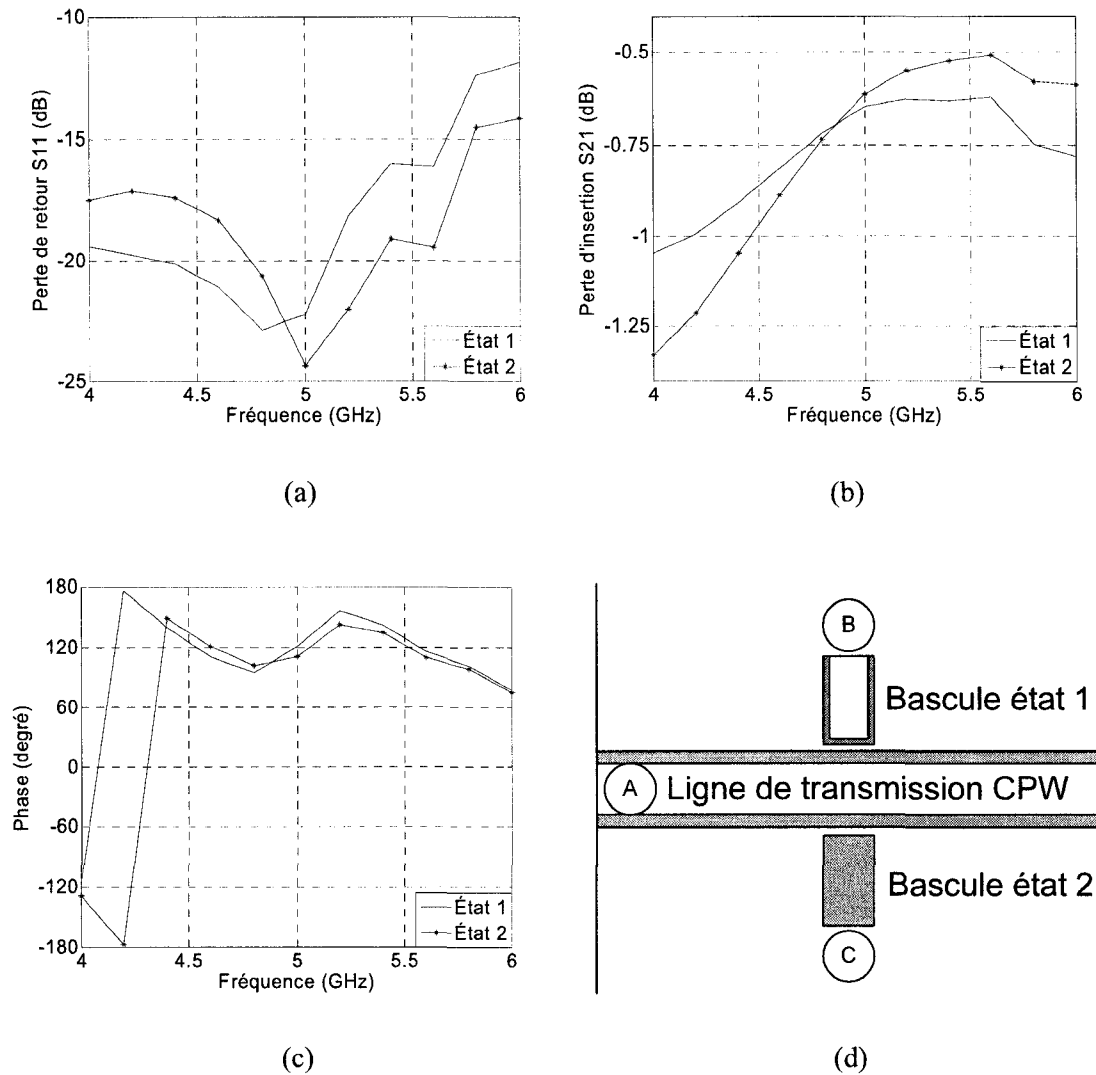 -10
-15
-20
-25
Perte de retour S11 (dB)
4
4.5
5
5.5
6
Fréquence (GHz)
État 1
État 2
(a)
-0.5
-0.75
-1
-1.25
Perte d'insertion S21 (dB)
4
4.5
5
5.5
6
Fréquence (GHz)
État 1
État 2
(b)
180
120
60
0
-60
-120
-180
Phase (degré)
4
4.5
5
5.5
6
Fréquence (GHz)
État 1
État 2
(c)
B
Bascule état 1
A Ligne de transmission CPW
Bascule état 2
C
(d)